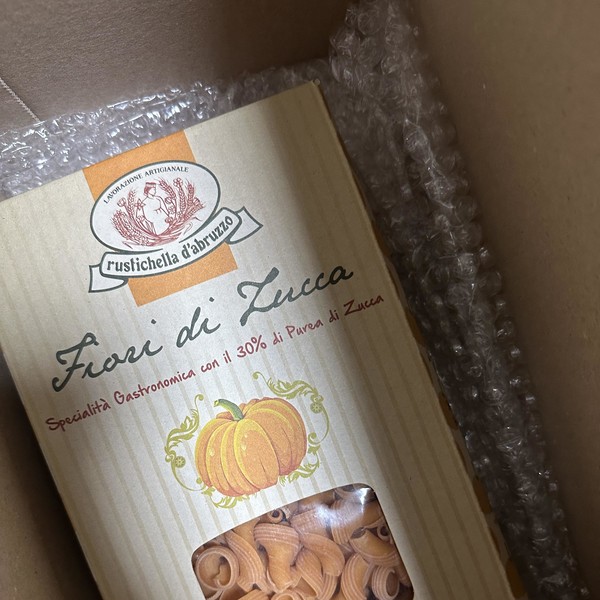 LAVORAZIONE ARTIGIANALE
rustichella d'abruzzo
Fiori di Zucca
Specialità Gastronomica con il 30% di Purea di Zucca